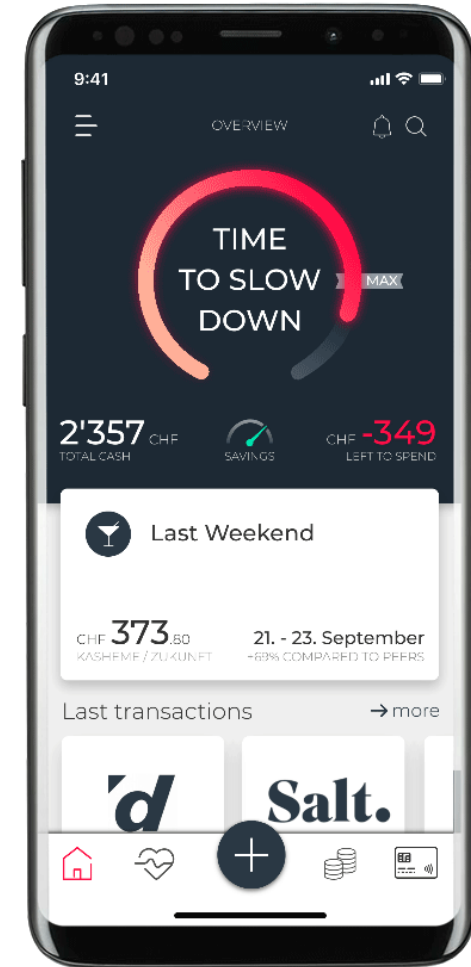 9:41
OVERVIEW
TIME
TO SLOW
DOWN
MAX
2'357 CHF
TOTAL CASH
SAVINGS
CHF -349
LEFT TO SPEND
Last Weekend
CHF 373.80
KASHEME / ZUKUNFT
21. - 23. September
+69% COMPARED TO PEERS
Last transactions
→ more
d
Salt.